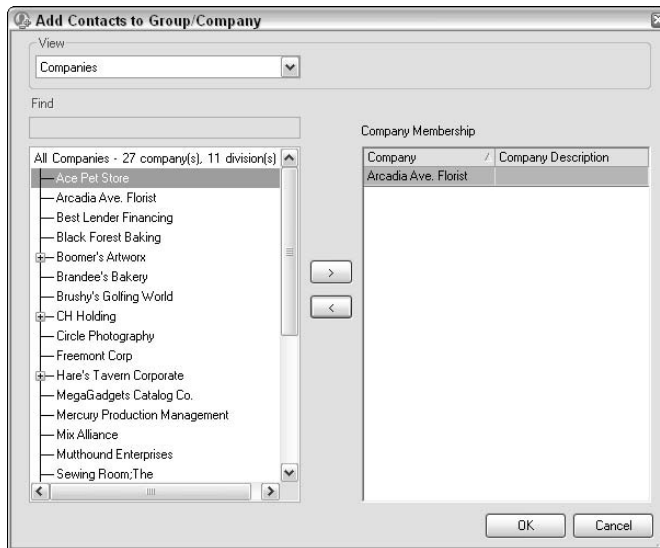 Add Contacts to Group/Company
View
Companies
Find
All Companies - 27 company(s), 11 division(s)
Ace Pet Store
Arcadia Ave. Florist
Best Lender Financing
Black Forest Baking
Boomer's Artworx
Brandee's Bakery
Brushy's Golfing World
CH Holding
Circle Photography
Freemont Corp
Hare's Tavern Corporate
MegaGadgets Catalog Co.
Mercury Production Management
Mix Alliance
Mutthound Enterprises
Sewing Room;The
>
<
Company Membership
Company / Company Description
Arcadia Ave. Florist
OK Cancel